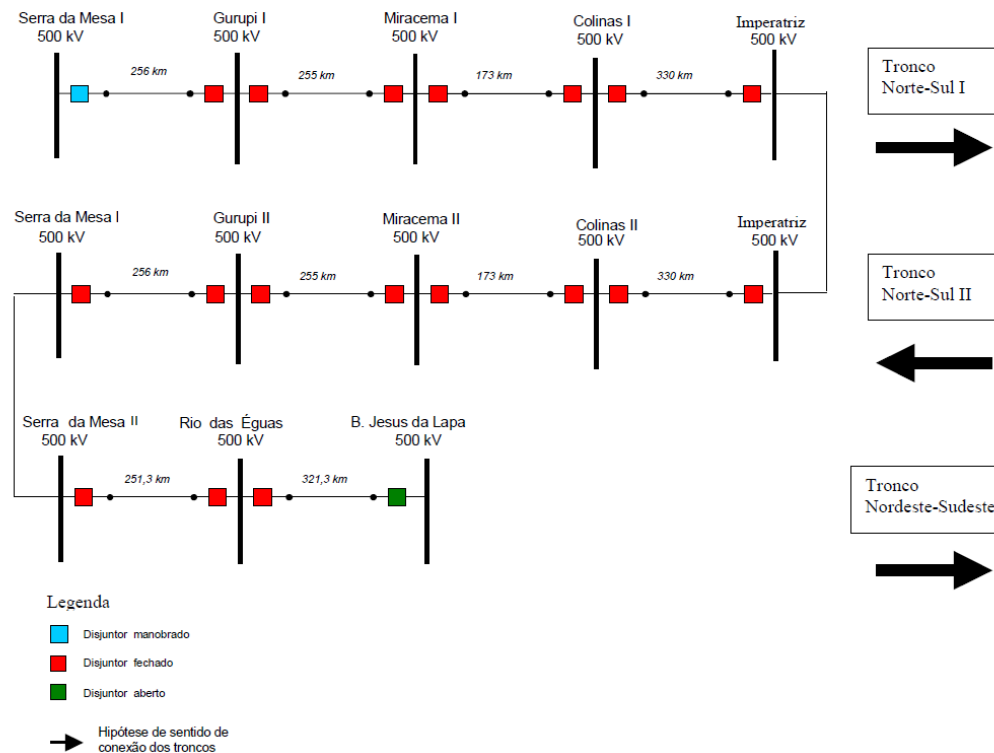 Serra da Mesa I
500 kV
Gurupi I
500 kV
Miracema I
500 kV
Colinas I
500 kV
Imperatriz
500 kV
256 km
255 km
173 km
330 km
Tronco
Norte-Sul I
Serra da Mesa I
500 kV
Gurupi II
500 kV
Miracema II
500 kV
Colinas II
500 kV
Imperatriz
500 kV
256 km
255 km
173 km
330 km
Tronco
Norte-Sul II
Serra da Mesa II
500 kV
Rio das Éguas
500 kV
B. Jesus da Lapa
500 kV
251,3 km
321,3 km
Tronco
Nordeste-Sudeste
Legenda
Disjuntor manobrado
Disjuntor fechado
Disjuntor aberto
Hipótese de sentido de
conexão dos troncos